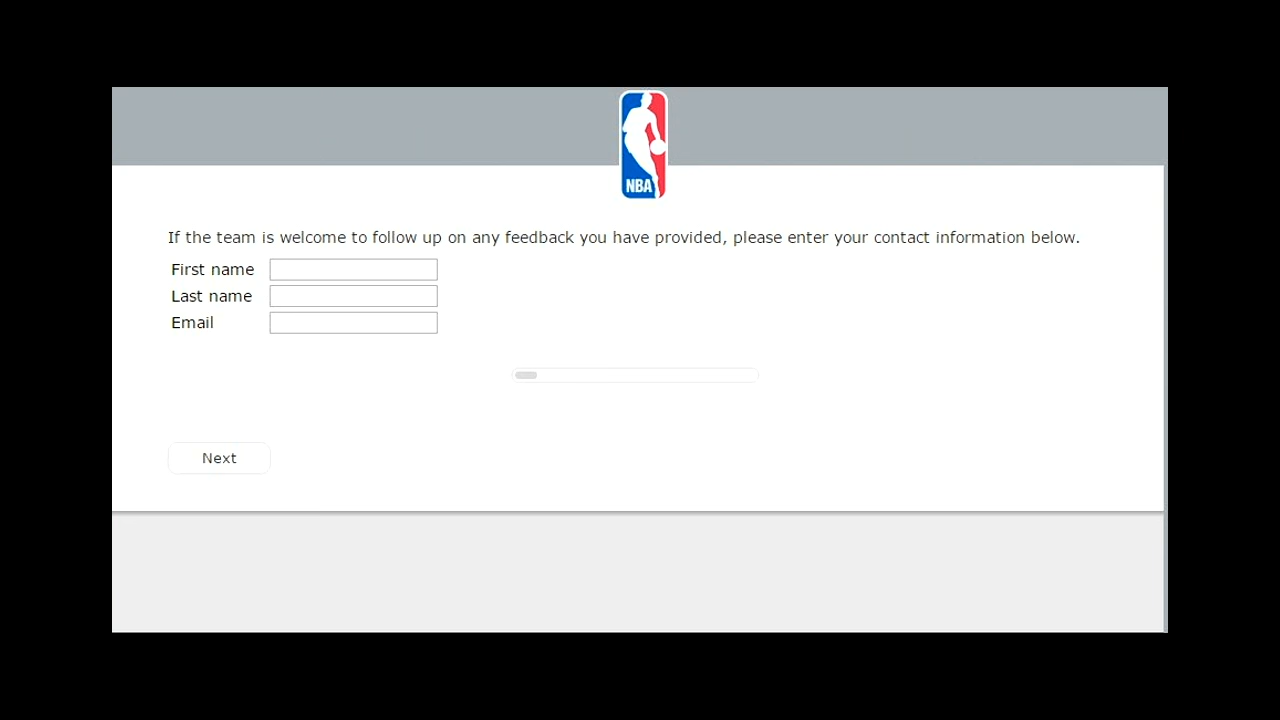 NBA
If the team is welcome to follow up on any feedback you have provided, please enter your contact information below.
First name
Last name
Email
Next